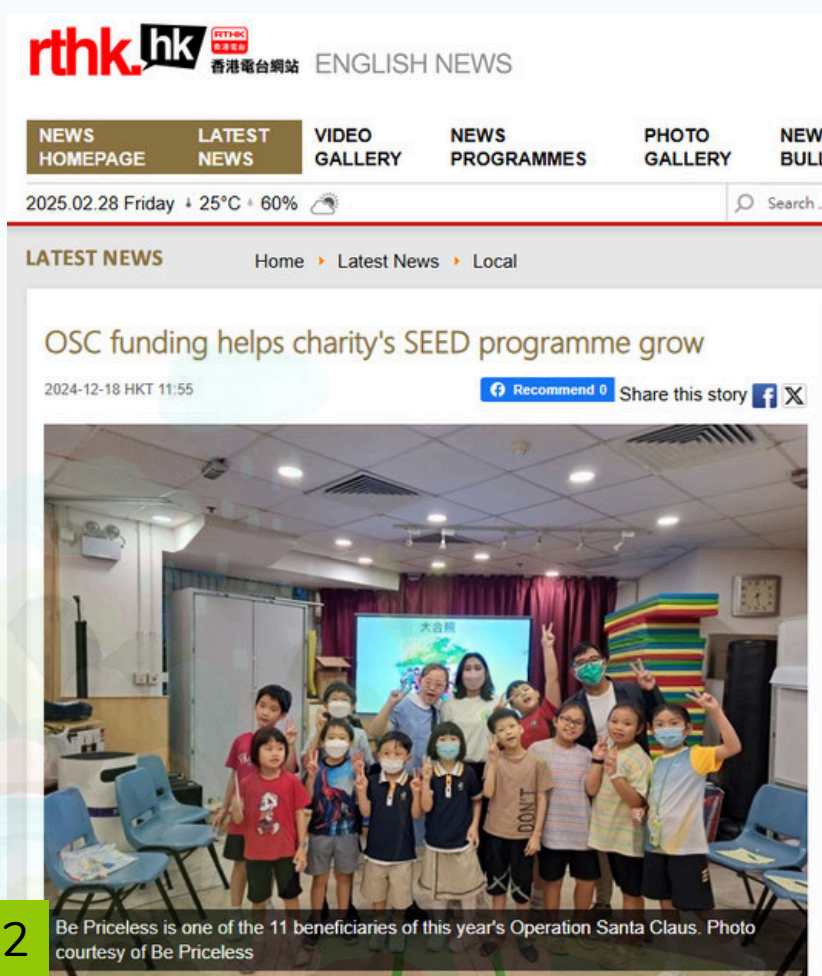 rthk.hk RTHK 香港電台 香港電台網站 ENGLISH NEWS
NEWS HOMEPAGE
LATEST NEWS
VIDEO GALLERY
NEWS PROGRAMMES
PHOTO GALLERY
2025.02.28 Friday 25°C 60%
Search .
LATEST NEWS
Home Latest News Local
OSC funding helps charity's SEED programme grow
2024-12-18 HKT 11:55
Recommend 0 Share this story
大合照
DON'T
2
Be Priceless is one of the 11 beneficiaries of this year's Operation Santa Claus. Photo
courtesy of Be Priceless